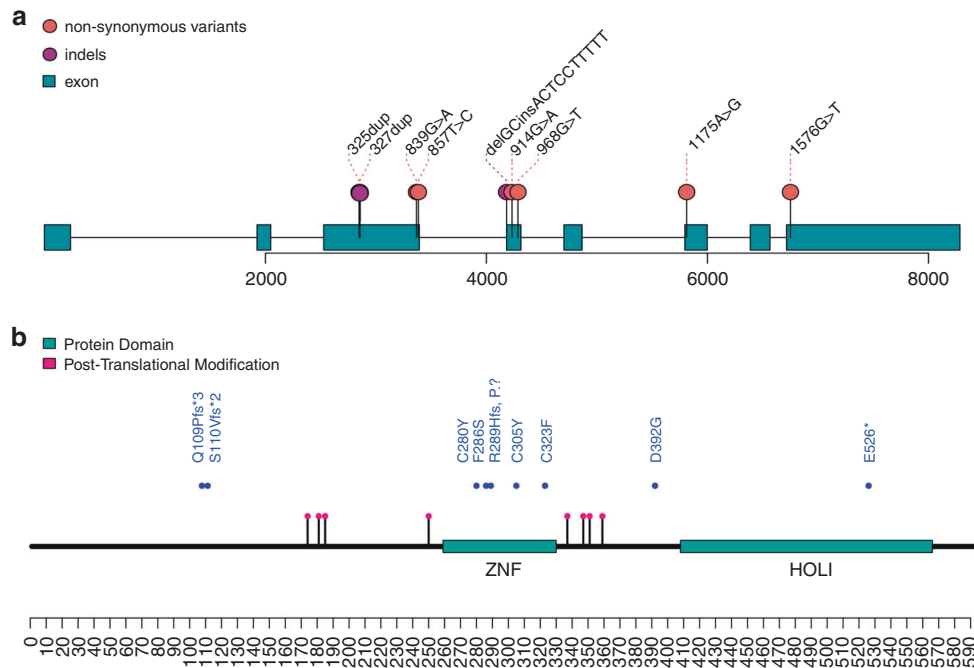 a
non-synonymous variants
indels
exon
325dup
327dup
839G>A
857T>C
delGCinsACTCCTTTTT
914G>A
968G>T
1175A>G
1576G>T
2000 4000 6000 8000
b
Protein Domain
Post-Translational Modification
Q109Pfs*3
S110Vfs*2
C280Y
F286S
R289Hfs, P.?
C305Y
C323F
D392G
E526*
ZNF HOLI
0 10 20 30 40 50 60 70 80 90 100 110 120 130 140 150 160 170 180 190 200 210 220 230 240 250 260 270 280 290 300 310 320 330 340 350 360 370 380 390 400 410 420 430 440 450 460 470 480 490 500 510 520 530 540 550 560 570 580 590